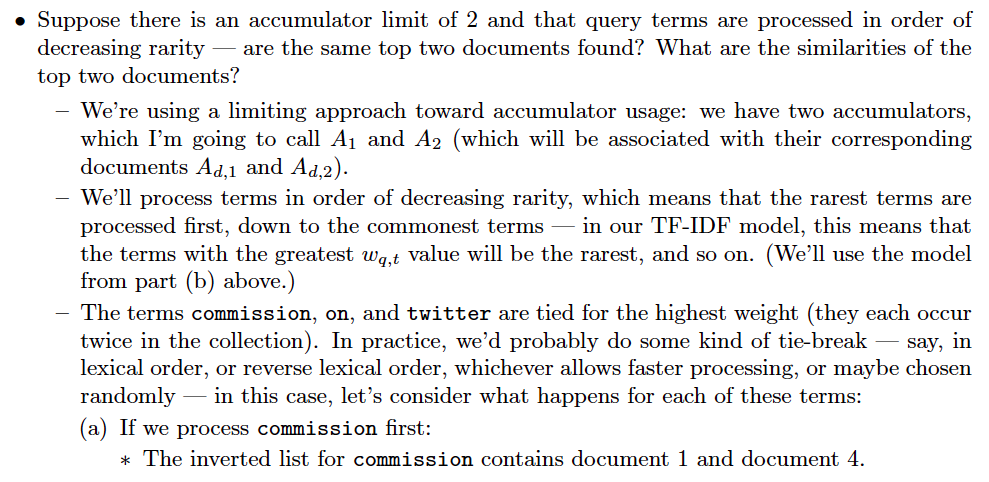 • Suppose there is an accumulator limit of 2 and that query terms are processed in order of
decreasing rarity — are the same top two documents found? What are the similarities of the
top two documents?
– We're using a limiting approach toward accumulator usage: we have two accumulators,
which I'm going to call A₁ and A₂ (which will be associated with their corresponding
documents A_{d,1} and A_{d,2}).
– We'll process terms in order of decreasing rarity, which means that the rarest terms are
processed first, down to the commonest terms — in our TF-IDF model, this means that
the terms with the greatest w_{q,t} value will be the rarest, and so on. (We'll use the model
from part (b) above.)
– The terms commission, on, and twitter are tied for the highest weight (they each occur
twice in the collection). In practice, we'd probably do some kind of tie-break — say, in
lexical order, or reverse lexical order, whichever allows faster processing, or maybe chosen
randomly — in this case, let's consider what happens for each of these terms:
(a) If we process commission first:
∗ The inverted list for commission contains document 1 and document 4.